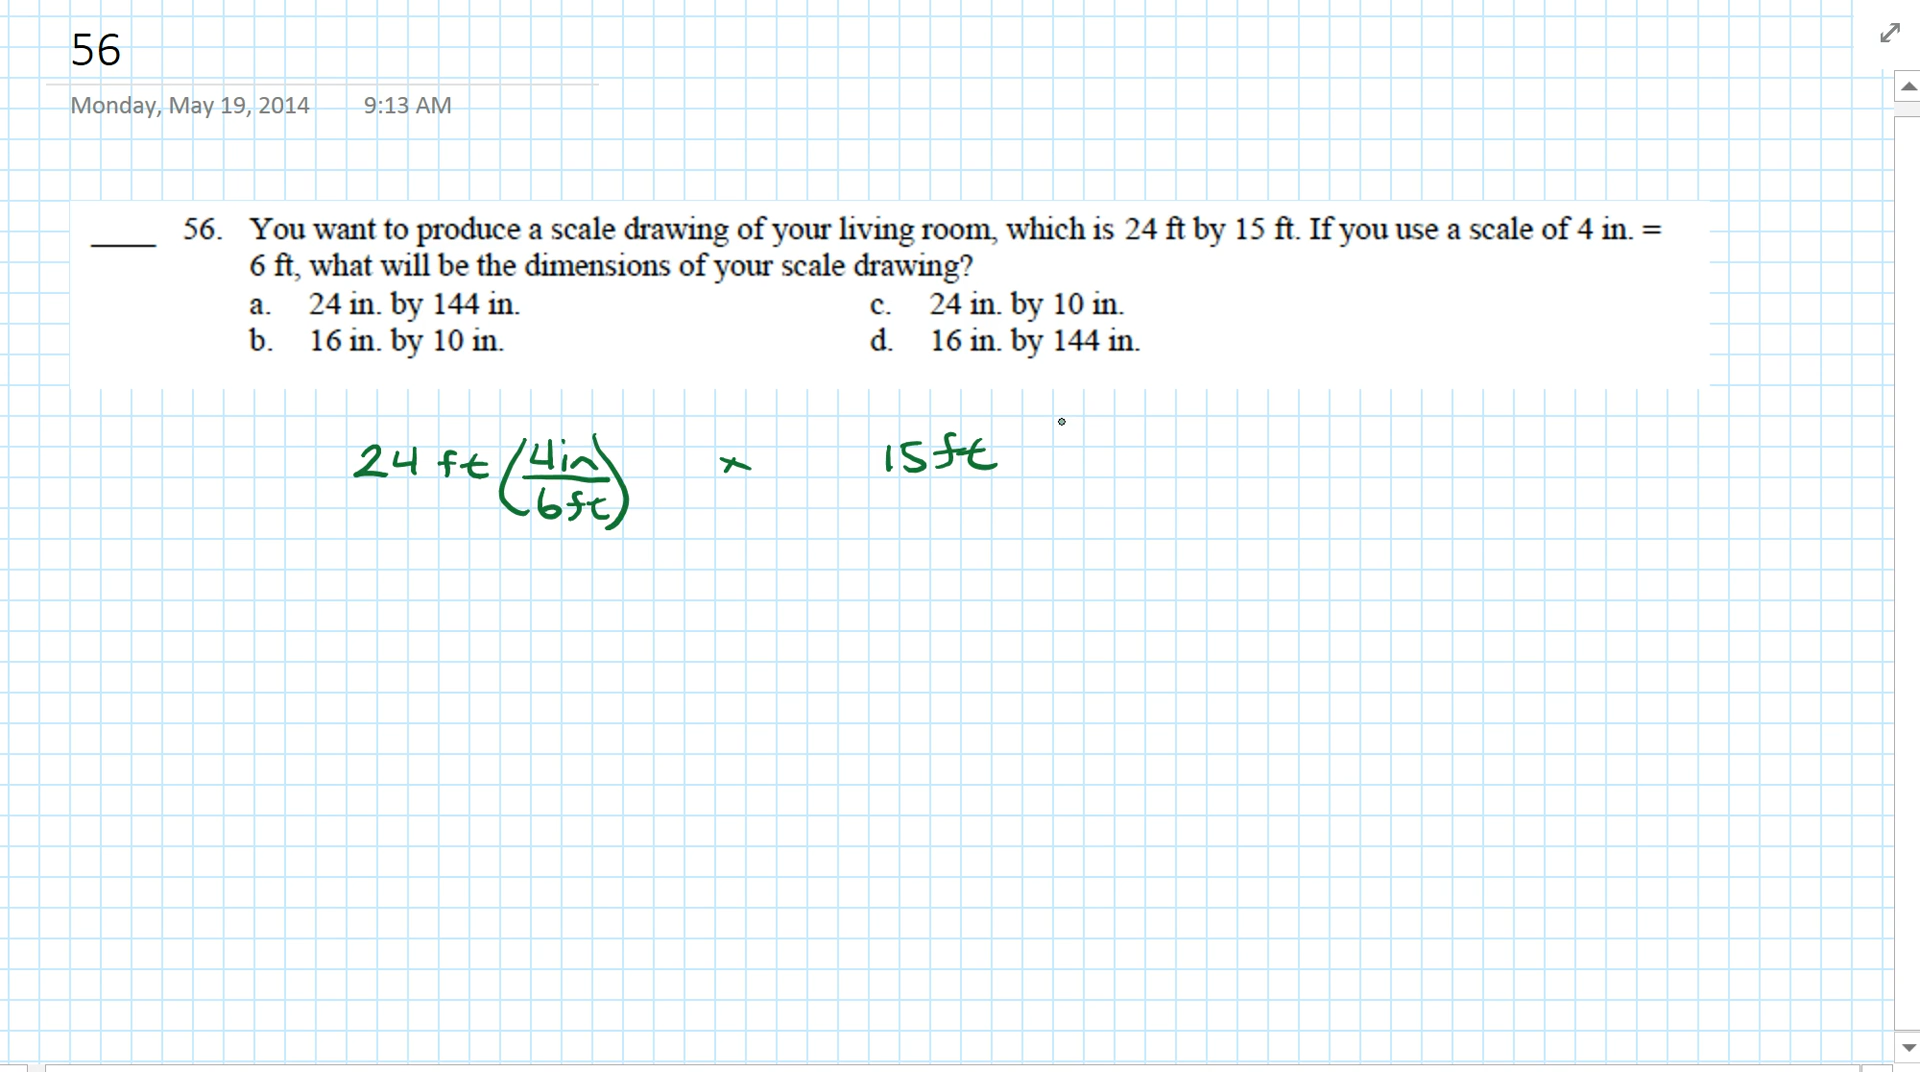 56
Monday, May 19, 2014 9:13 AM
____ 56. You want to produce a scale drawing of your living room, which is 24 ft by 15 ft. If you use a scale of 4 in. =
6 ft, what will be the dimensions of your scale drawing?
a. 24 in. by 144 in. c. 24 in. by 10 in.
b. 16 in. by 10 in. d. 16 in. by 144 in.
24 ft (4in/6ft) x 15ft